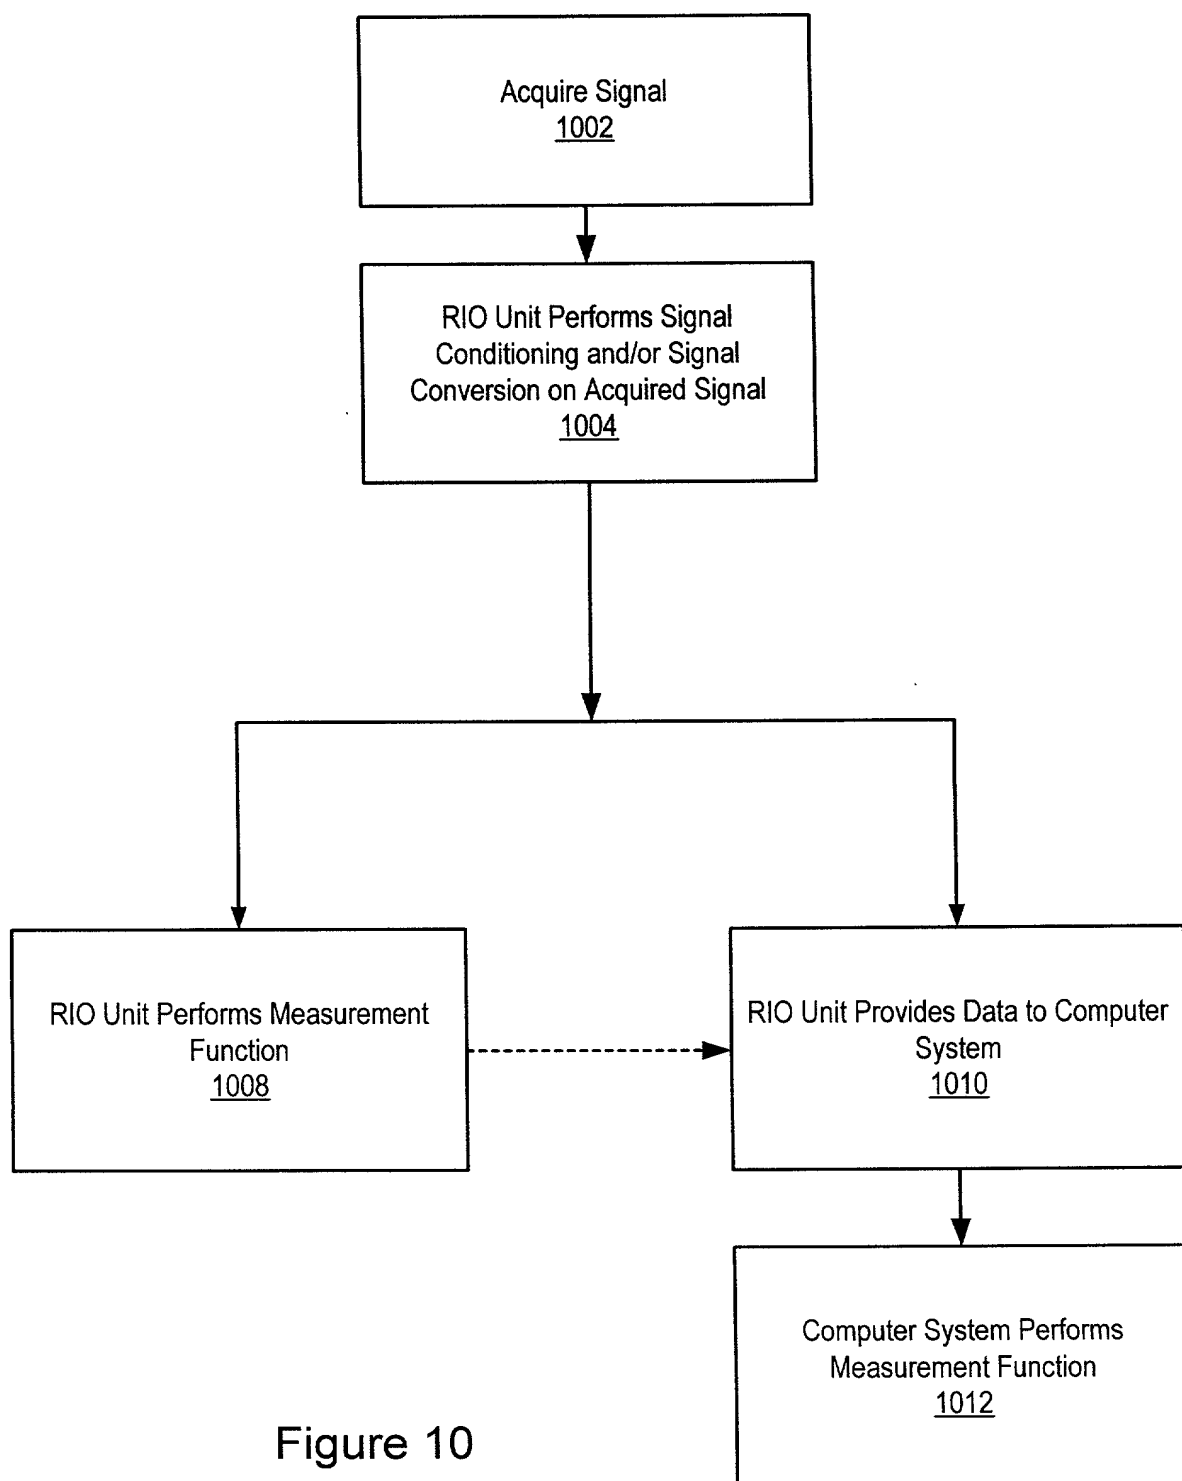 Acquire Signal
1002
RIO Unit Performs Signal
Conditioning and/or Signal
Conversion on Acquired Signal
1004
RIO Unit Performs Measurement
Function
1008
RIO Unit Provides Data to Computer
System
1010
Computer System Performs
Measurement Function
1012
Figure 10